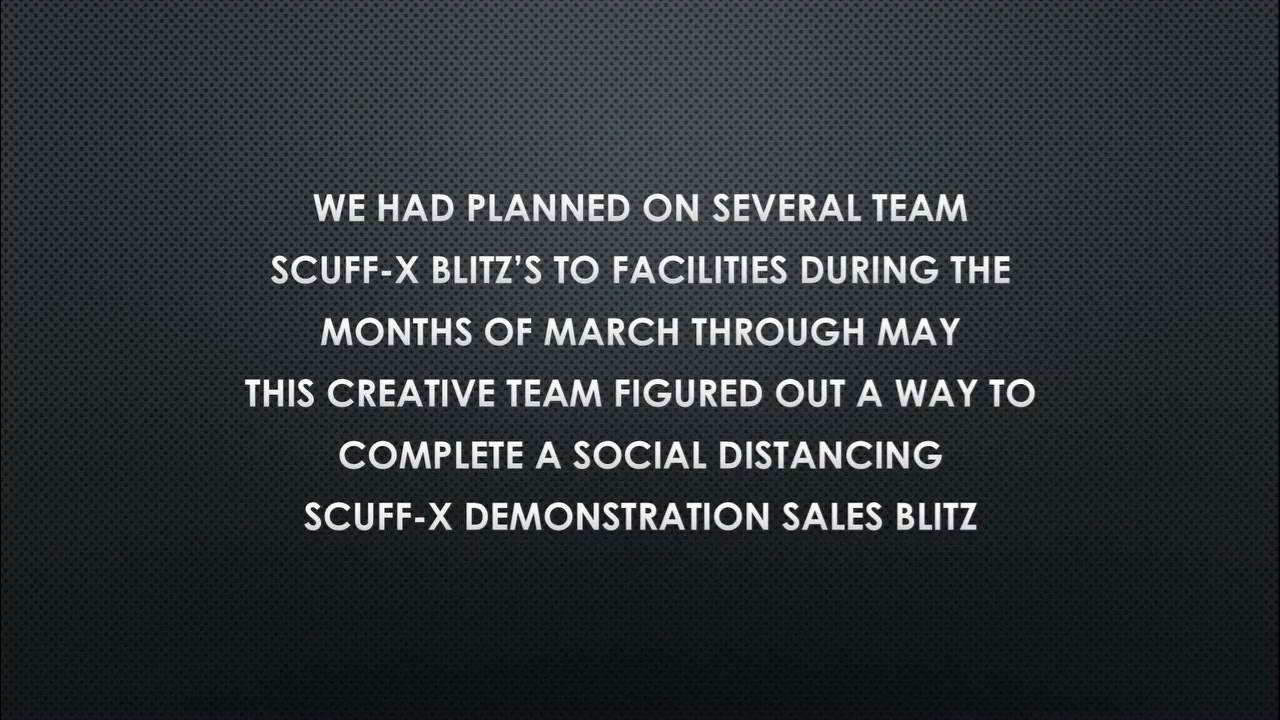 WE HAD PLANNED ON SEVERAL TEAM
SCUFF-X BLITZ’S TO FACILITIES DURING THE
MONTHS OF MARCH THROUGH MAY
THIS CREATIVE TEAM FIGURED OUT A WAY TO
COMPLETE A SOCIAL DISTANCING
SCUFF-X DEMONSTRATION SALES BLITZ